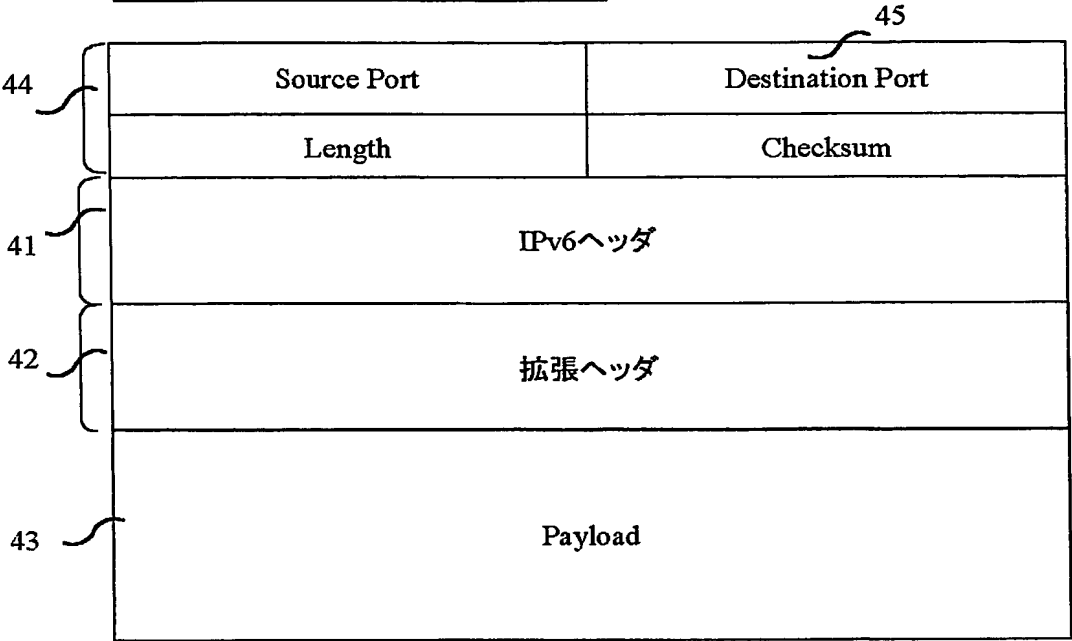 45
44
Source Port
Destination Port
Length
Checksum
41
IPv6ヘッダ
42
拡張ヘッダ
43
Payload